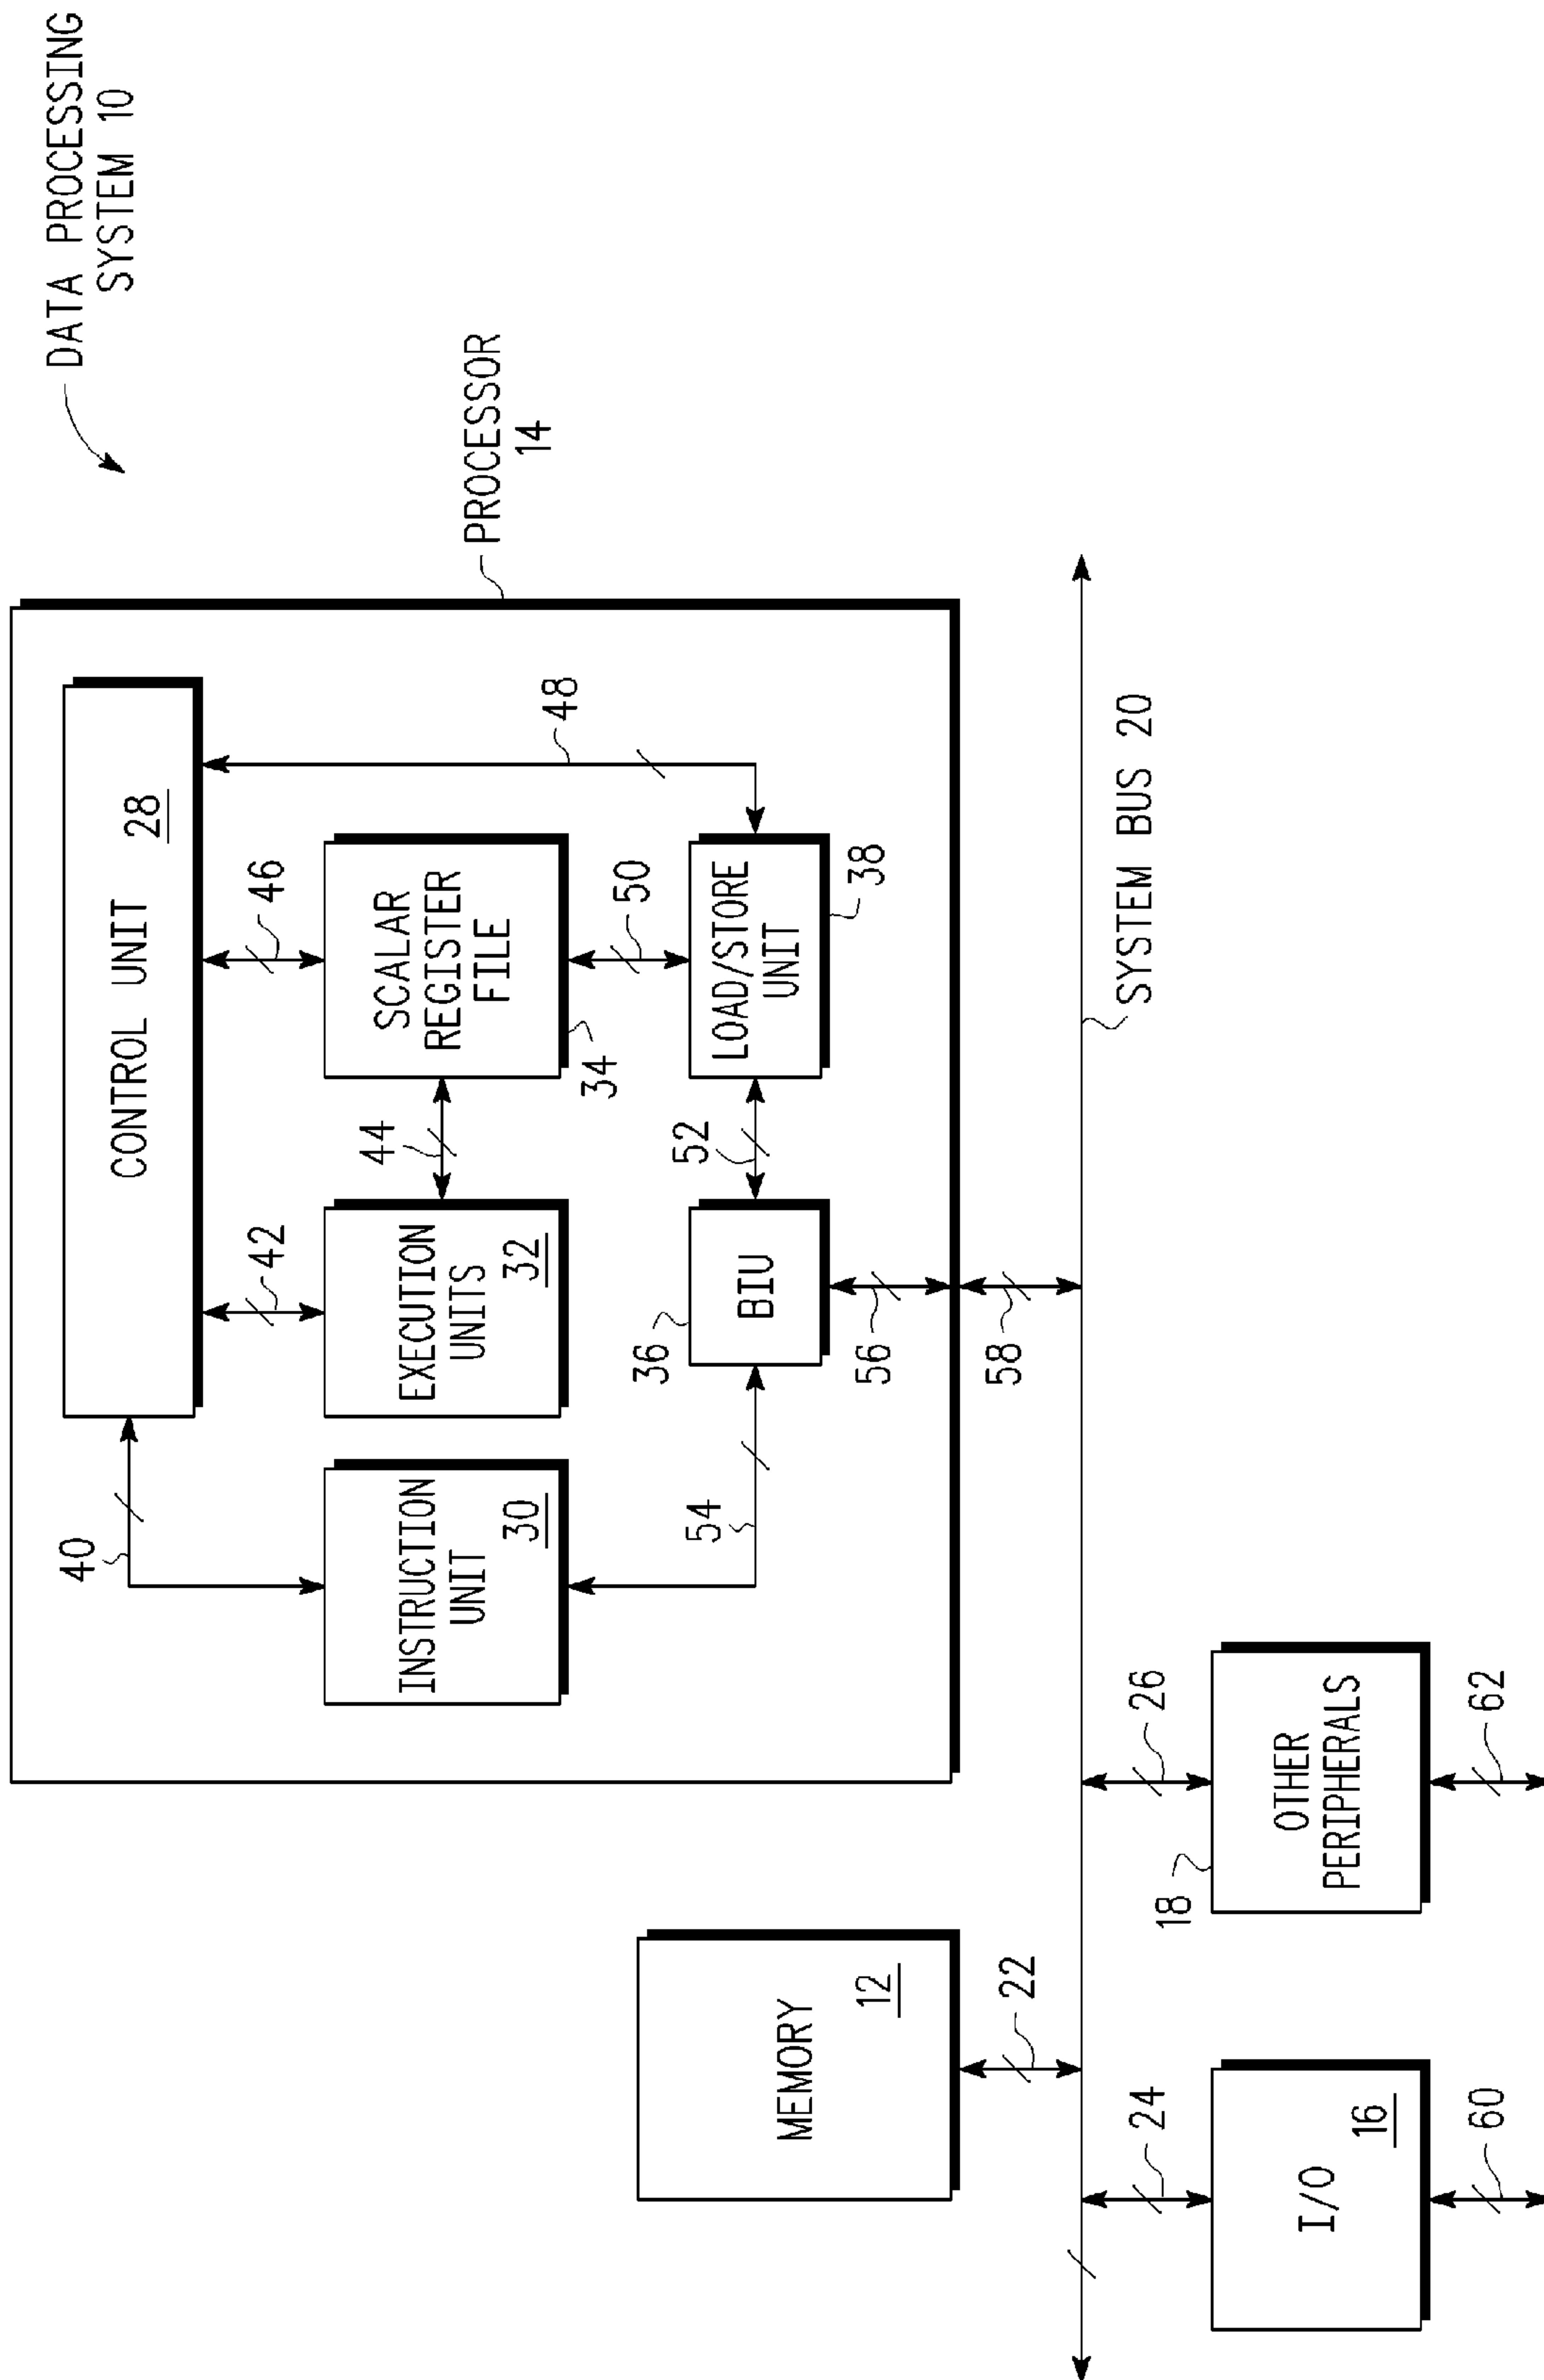 DATA PROCESSING
SYSTEM 10
PROCESSOR
14
CONTROL UNIT
28
40
42
46
48
INSTRUCTION
UNIT
30
EXECUTION
UNITS
32
44
SCALAR
REGISTER
FILE
34
50
54
36
BIU
52
LOAD/STORE
UNIT
38
56
58
MEMORY
12
22
SYSTEM BUS 20
24
26
I/O
16
18
OTHER
PERIPHERALS
60
62